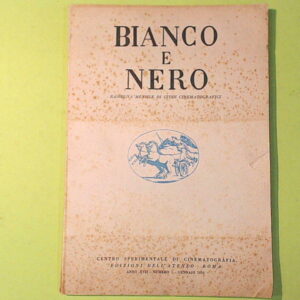 BIANCO
E
NERO
RASSEGNA MENSILE DI STUDI CINEMATOGRAFICI
CENTRO SPERIMENTALE DI CINEMATOGRAFIA
EDIZIONI DELL'ATENEO - ROMA
ANNO XVII - NUMERO 1 - GENNAIO 1956